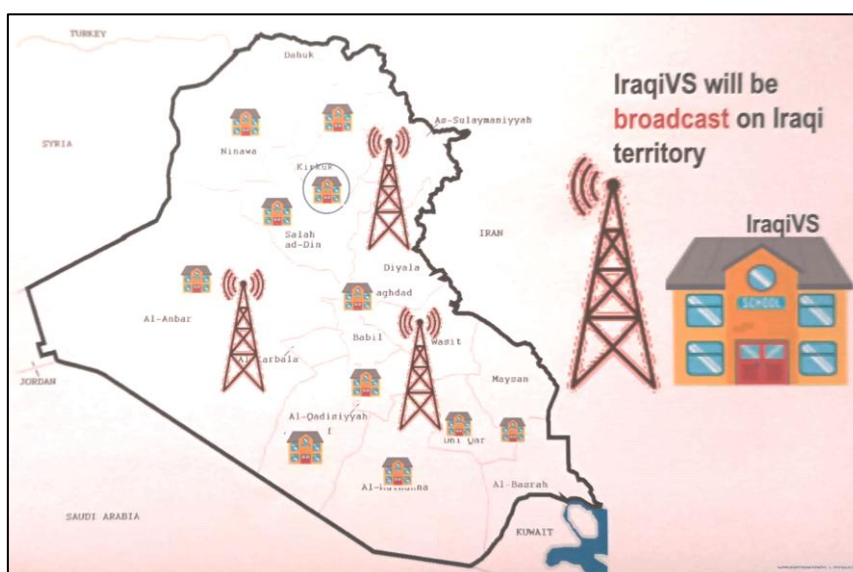 TURKEY
Dahuk
IraqiVS will be
broadcast on Iraqi
territory
As-Sulaymaniyyah
SYRIA
Ninawa
Kirkuk
IraqiVS
Salah
ad-Din
IRAN
Diyala
aghdad
SCHOOL
Al-Anbar
Babil
Wasit
JORDAN
Maysan
Al-Qadisiyyah
Al-Basrah
SAUDI ARABIA
KUWAIT